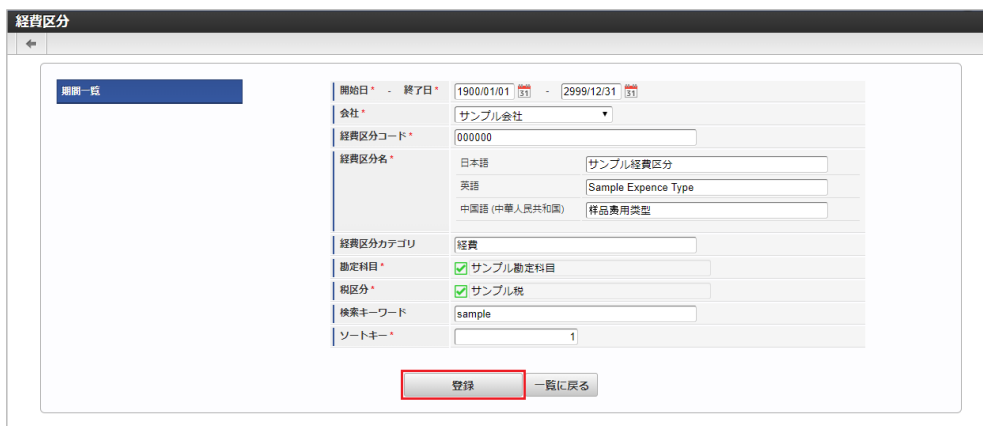 経費区分
期間一覧
開始日* - 終了日* 1900/01/01 31 - 2999/12/31 31
会社* サンプル会社
経費区分コード* 000000
経費区分名* 日本語 サンプル経費区分
英語 Sample Expence Type
中国語 (中華人民共和国) 样品费用类型
経費区分カテゴリ 経費
勘定科目* サンプル勘定科目
税区分* サンプル税
検索キーワード sample
ソートキー* 1
登録 一覧に戻る